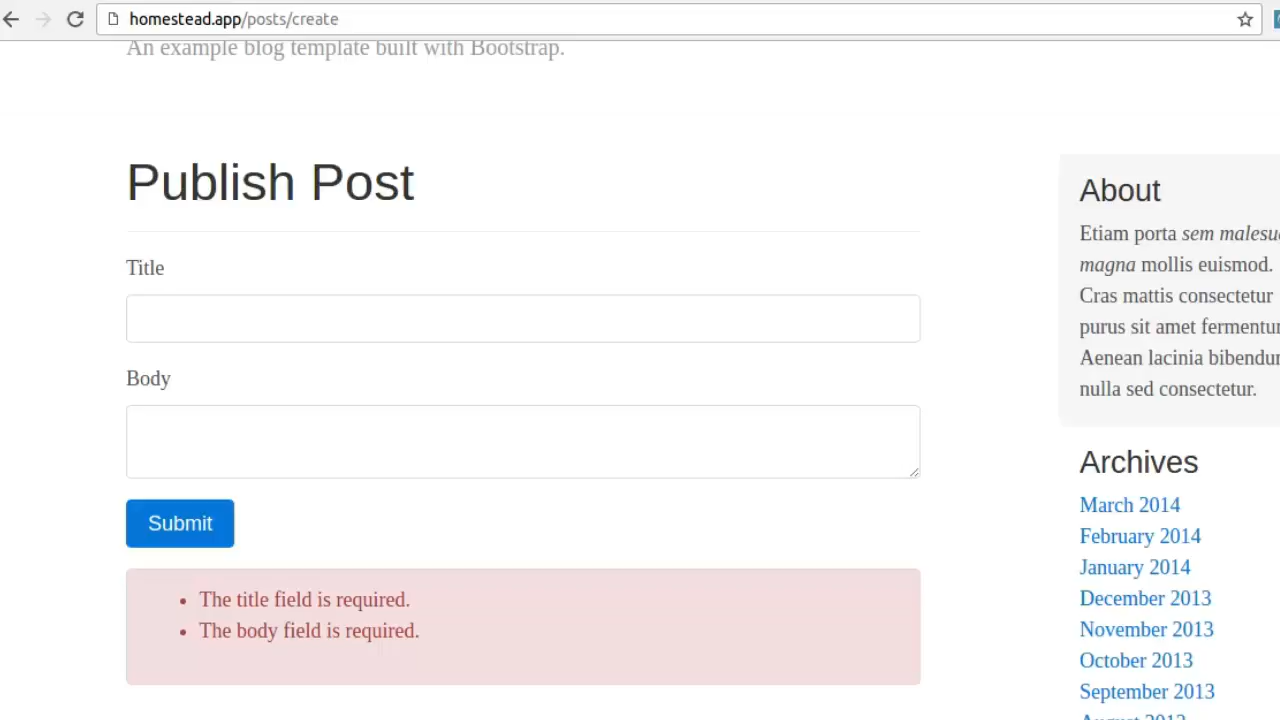 homestead.app/posts/create
An example blog template built with Bootstrap.
Publish Post
Title
Body
Submit
The title field is required.
The body field is required.
About
Etiam porta sem
magna mollis euismod.
Cras mattis consectetur
purus sit amet
Aenean lacinia
nulla sed consectetur.
Archives
March 2014
February 2014
January 2014
December 2013
November 2013
October 2013
September 2013